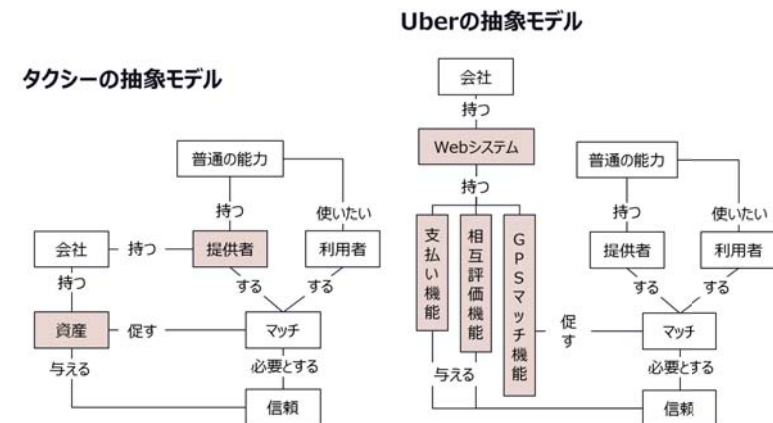 Uberの抽象モデル
タクシーの抽象モデル
普通の能力
持つ
使いたい
会社
持つ
提供者
利用者
持つ
する
する
資産
促す
マッチ
与える
必要とする
信頼
会社
持つ
Webシステム
持つ
支払い機能
相互評価機能
GPSマッチ機能
普通の能力
持つ
使いたい
提供者
利用者
する
する
促す
マッチ
与える
必要とする
信頼